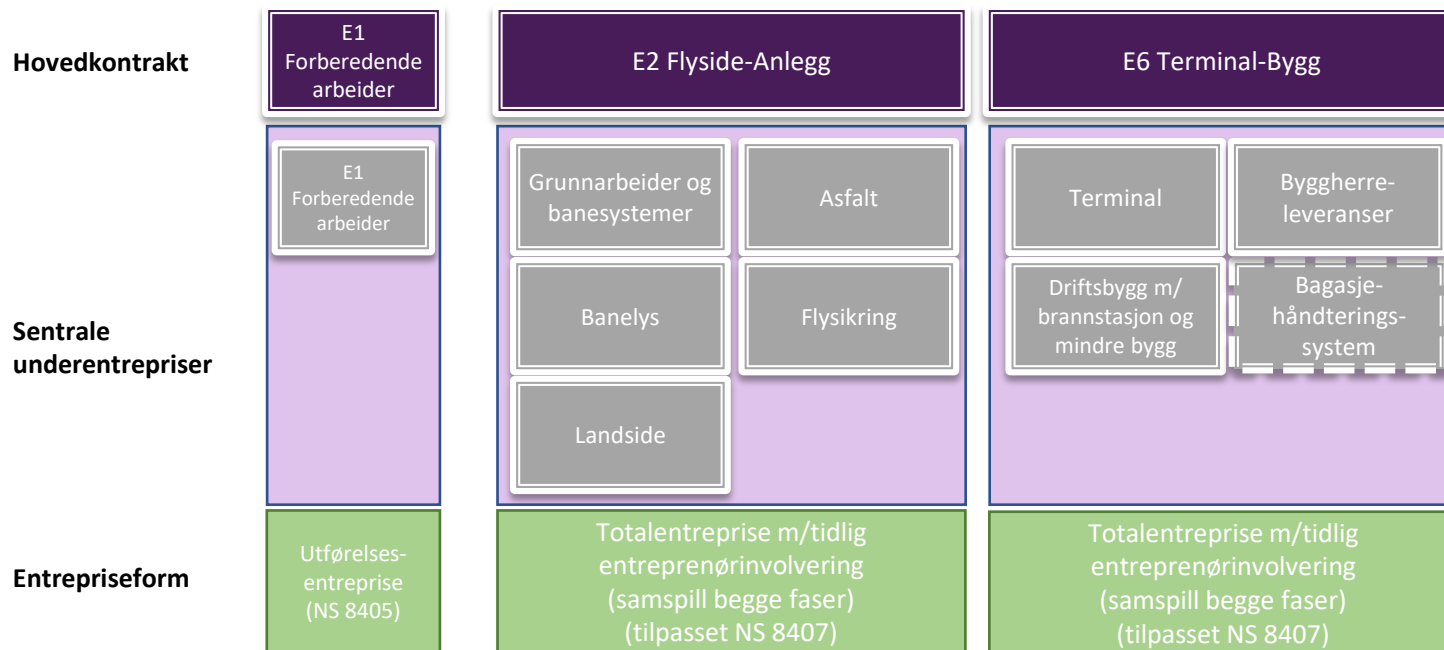 Hovedkontrakt
E1
Forberedende
arbeider
E2 Flyside-Anlegg
E6 Terminal-Bygg
Sentrale
underentrepriser
E1
Forberedende
arbeider
Grunnarbeider og
banesystemer
Asfalt
Banelys
Flysikring
Landside
Terminal
Byggherre-
leveranser
Driftsbygg m/
brannstasjon og
mindre bygg
Bagasje-
håndterings-
system
Entrepriseform
Utførelses-
entreprise
(NS 8405)
Totalentreprise m/tidlig
entreprenørinvolvering
(samspill begge faser)
(tilpasset NS 8407)
Totalentreprise m/tidlig
entreprenørinvolvering
(samspill begge faser)
(tilpasset NS 8407)